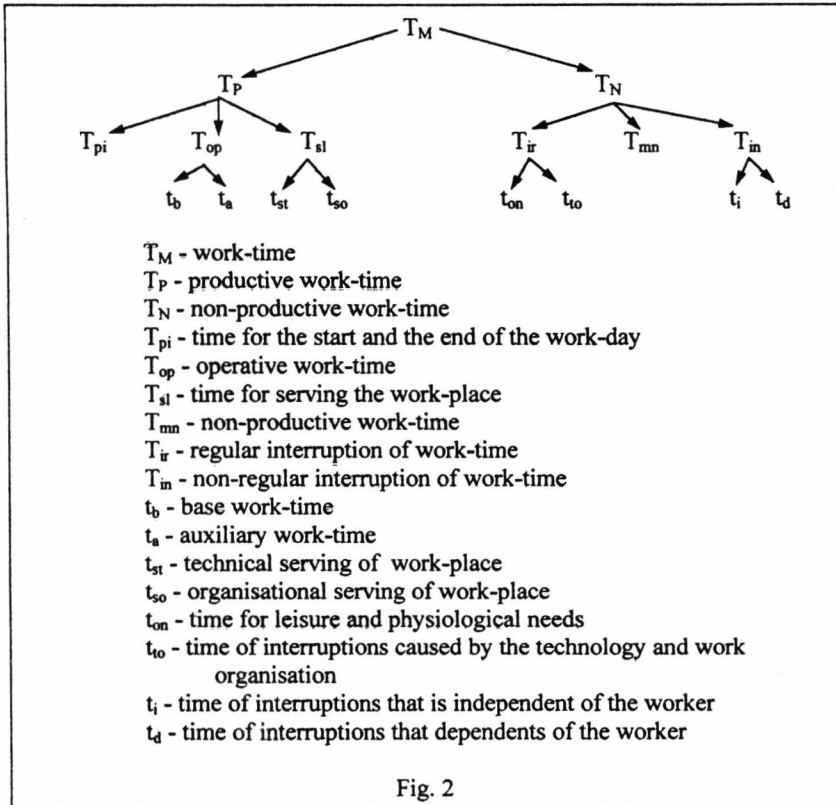 T_M
T_P T_N
T_pi T_op T_sl T_ir T_mn T_in
t_b t_a t_st t_so t_on t_to t_i t_d
T_M - work-time
T_P - productive work-time
T_N - non-productive work-time
T_pi - time for the start and the end of the work-day
T_op - operative work-time
T_sl - time for serving the work-place
T_mn - non-productive work-time
T_ir - regular interruption of work-time
T_in - non-regular interruption of work-time
t_b - base work-time
t_a - auxiliary work-time
t_st - technical serving of work-place
t_so - organisational serving of work-place
t_on - time for leisure and physiological needs
t_to - time of interruptions caused by the technology and work
organisation
t_i - time of interruptions that is independent of the worker
t_d - time of interruptions that dependents of the worker
Fig. 2